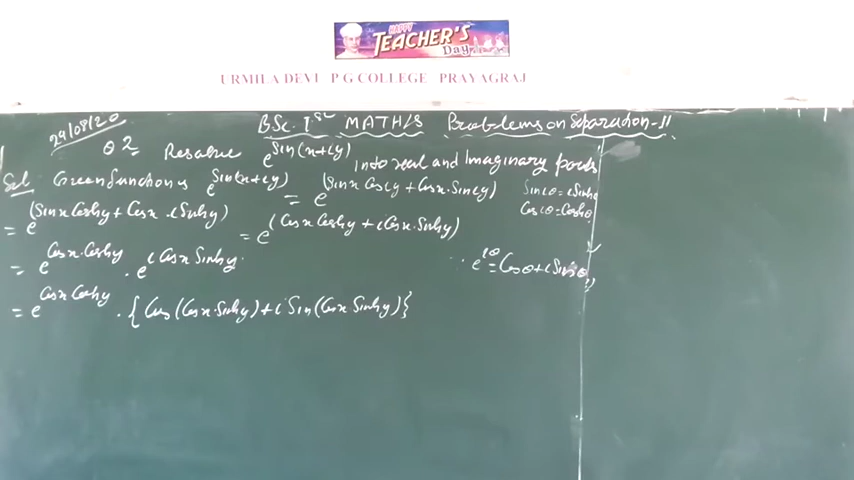 HAPPY
TEACHER'S
Day
URMILA DEVI P G COLLEGE PRAYAGRAJ
29/08/20
BSc. Ist MATHS Problems on Separation-II
Q2 Resolve e^Sin(x+iy) into real and Imaginary parts
Sol Given function is e^Sin(x+iy) = e^(Sinx Cosiy + Cosx. Siniy)
Siniθ = iSinhθ
= e^(Sinx Coshy + Cosx . iSinhy) = e^(Cosx Coshy + iCosx. Sinhy)
Cosiθ = Coshθ
= e^Cosx.Coshy . e^iCosx Sinhy.
∵ e^iθ = Cosθ + iSinθ
= e^Cosx Coshy . {Cos(Cosx.Sinhy) + i Sin(Cosx Sinhy)}